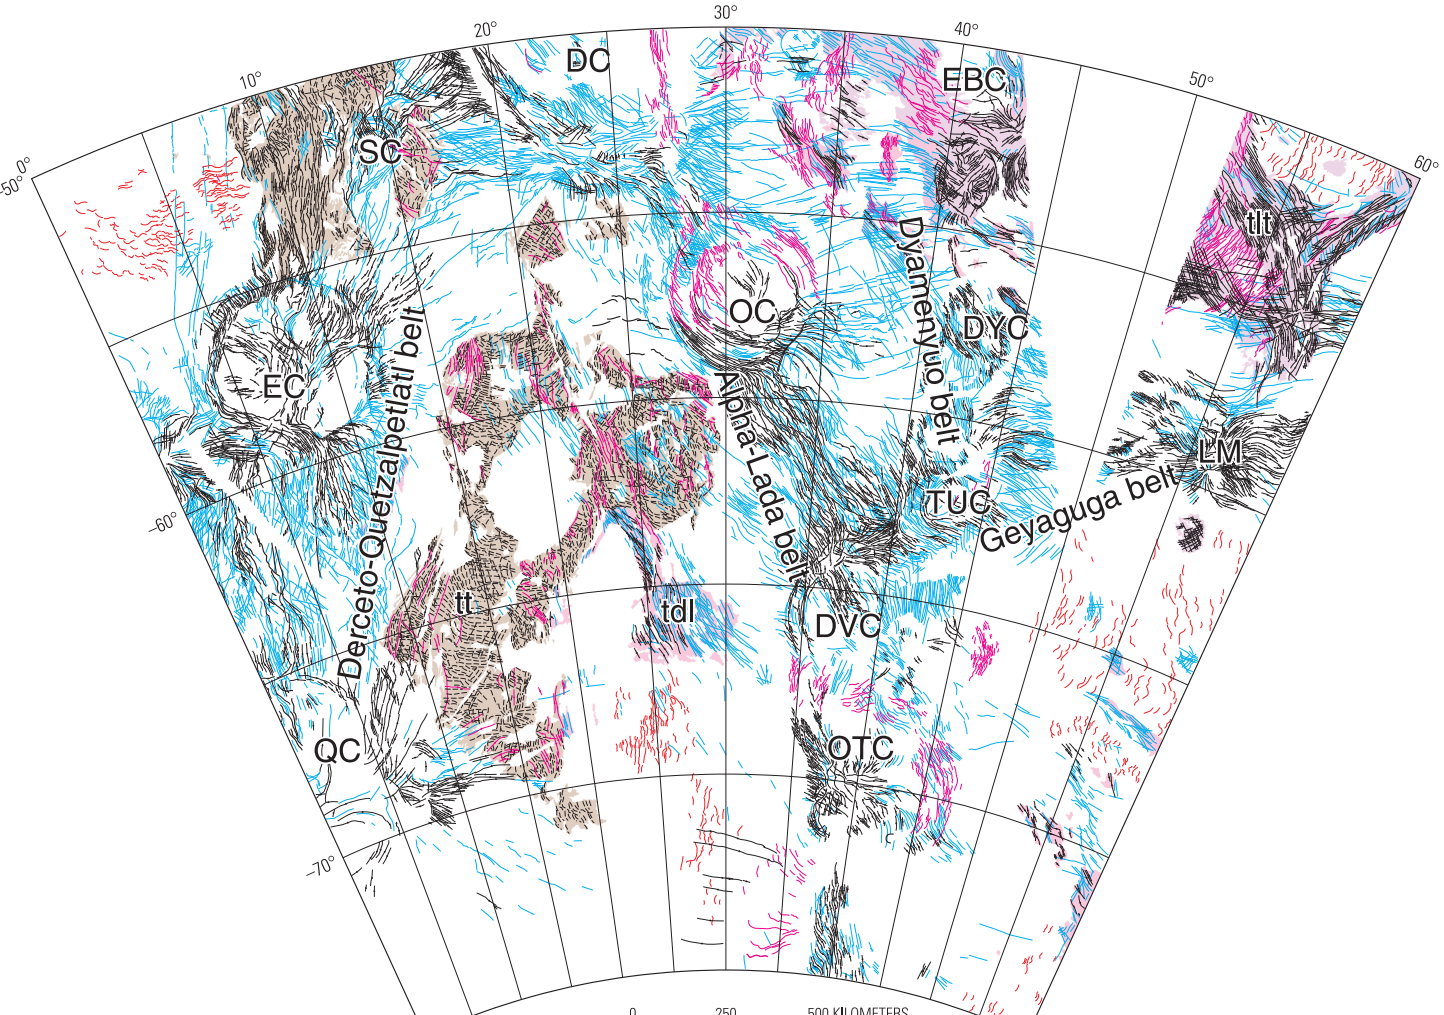 30°
20°
40°
10°
50°
0°
60°
–50°
DC
EBC
SC
tlt
OC
DYC
EC
Derceto-Quetzalpetlatl belt
Dyamenyuo belt
Alpha-Lada belt
LM
TUC
Geyaguga belt
–60°
tt
tdl
DVC
QC
OTC
–70°
0 250 500 KILOMETERS